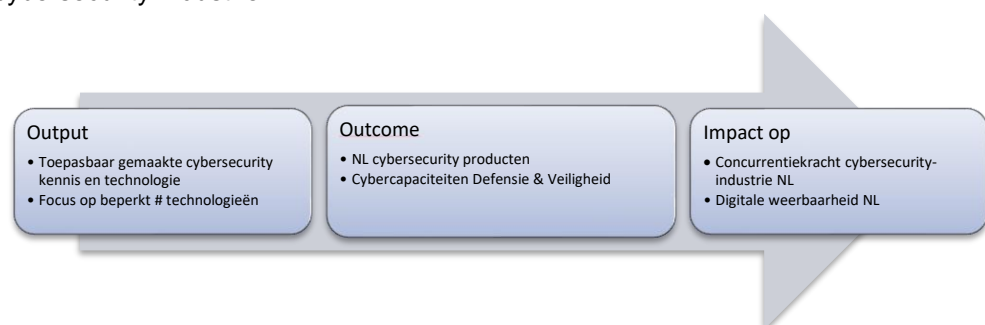 Output
• Toepasbaar gemaakte cybersecurity
kennis en technologie
• Focus op beperkt # technologieën
Outcome
• NL cybersecurity producten
• Cybercapaciteiten Defensie & Veiligheid
Impact op
• Concurrentiekracht cybersecurity-
industrie NL
• Digitale weerbaarheid NL